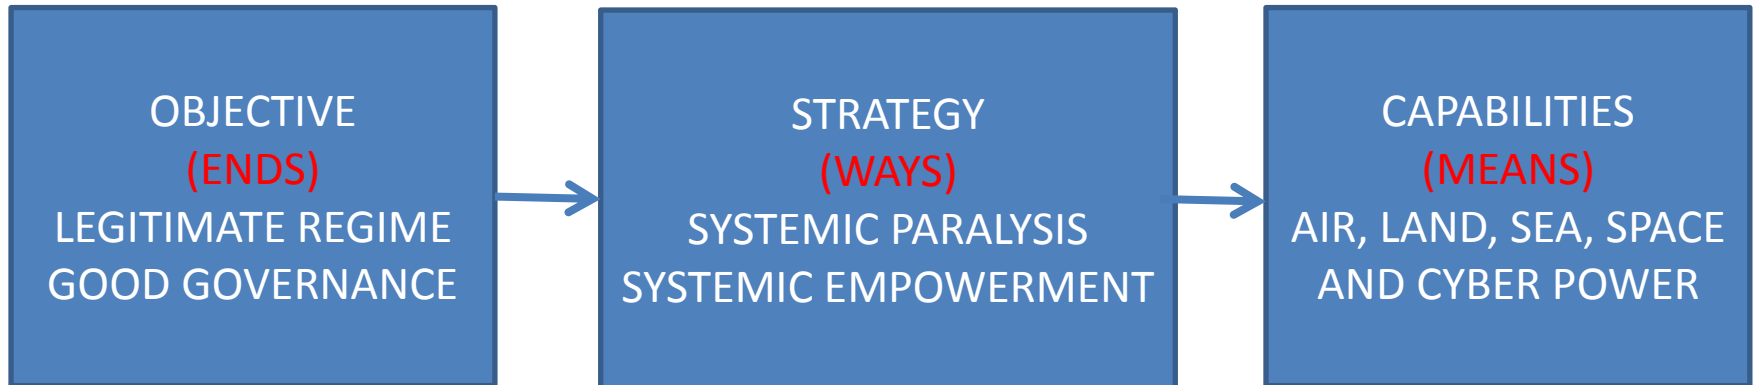 OBJECTIVE
(ENDS)
LEGITIMATE REGIME
GOOD GOVERNANCE
STRATEGY
(WAYS)
SYSTEMIC PARALYSIS
SYSTEMIC EMPOWERMENT
CAPABILITIES
(MEANS)
AIR, LAND, SEA, SPACE
AND CYBER POWER